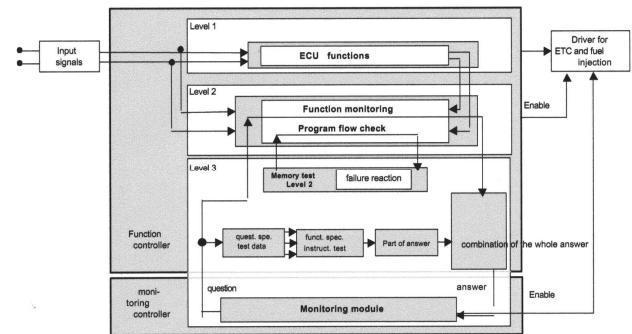 Level 1
Input
signals
ECU functions
Driver for
ETC and fuel
injection
Level 2
Function monitoring
Program flow check
Enable
Level 3
Memory test
Level 2
failure reaction
Function
controller
quest. spe.
test data
funct. spec.
instruct. test
Part of answer
combination of the whole answer
moni-
toring
controller
question
answer
Enable
Monitoring module